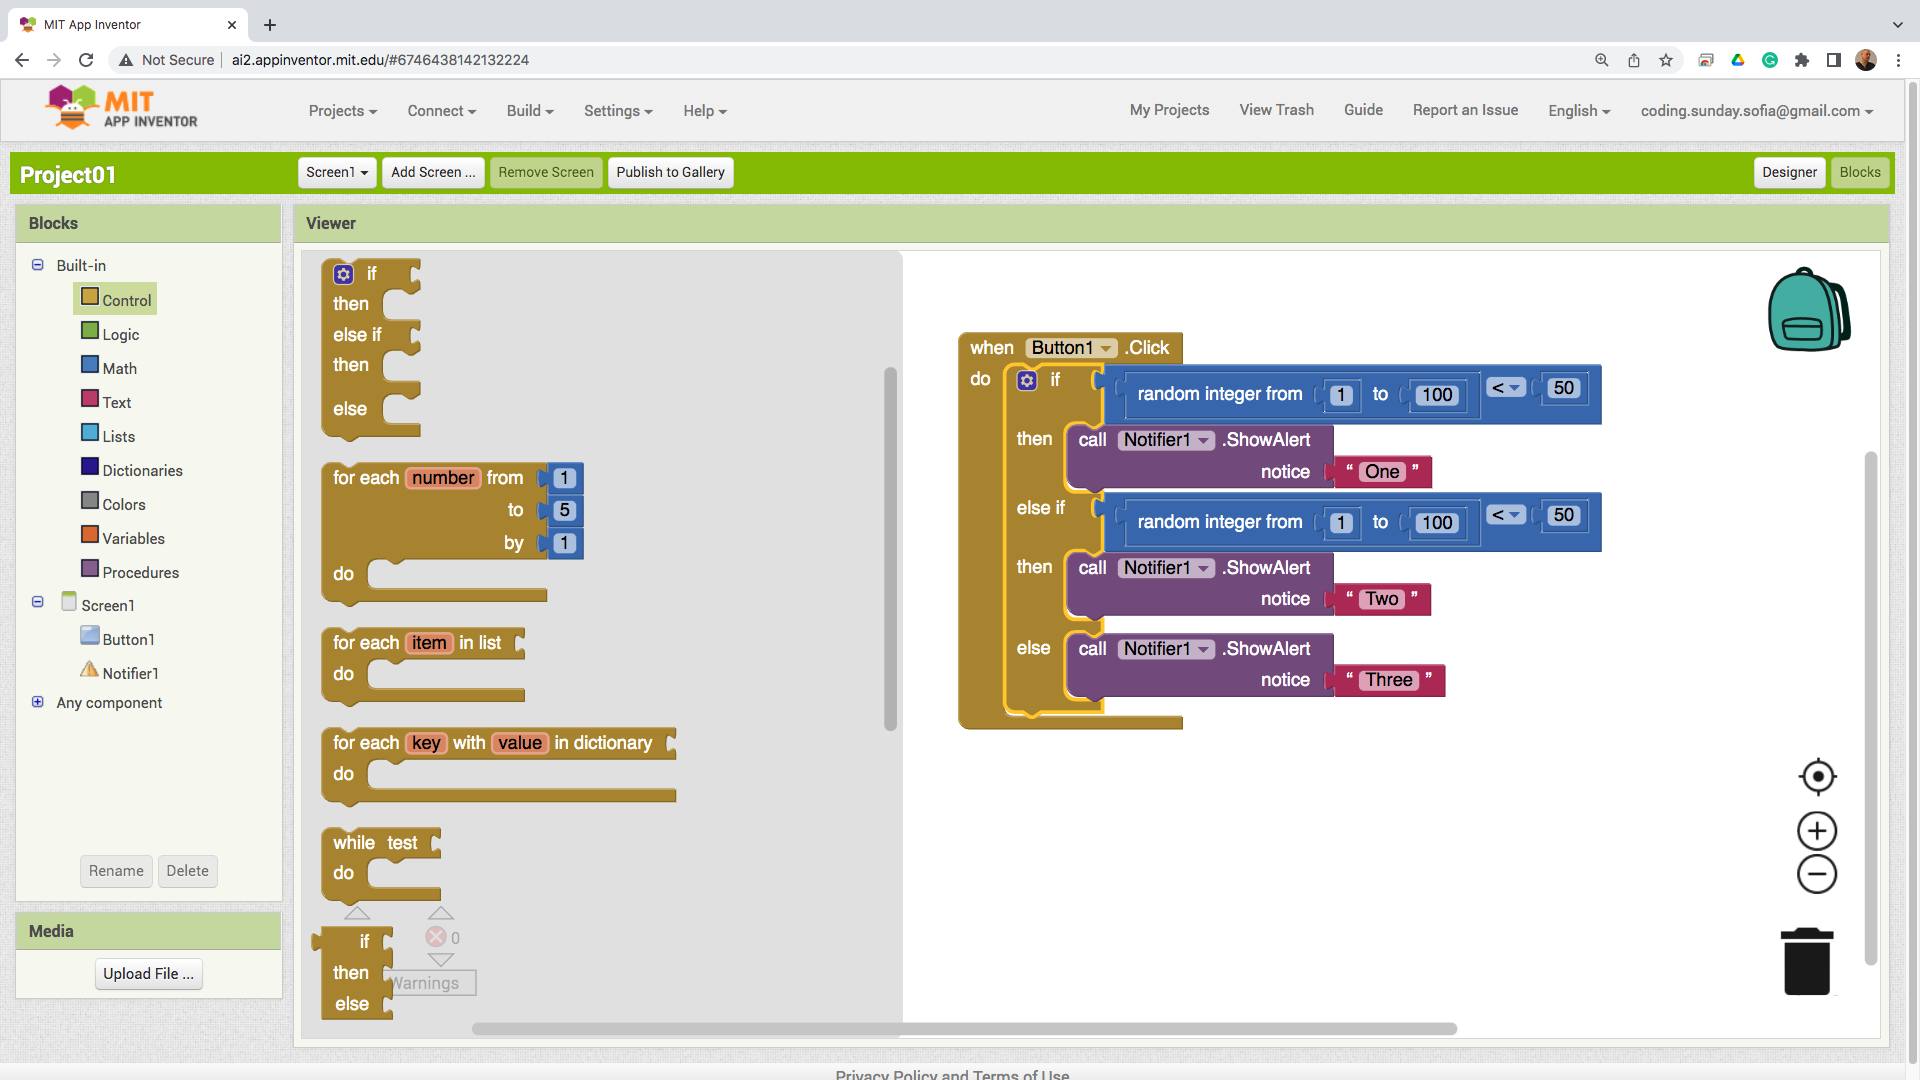 MIT App Inventor
Not Secure
ai2.appinventor.mit.edu/#6746438142132224
MIT
APP INVENTOR
Projects
Connect
Build
Settings
Help
My Projects
View Trash
Guide
Report an Issue
English
coding.sunday.sofia@gmail.com
Project01
Screen1
Add Screen ...
Remove Screen
Publish to Gallery
Designer
Blocks
Blocks
Built-in
Control
Logic
Math
Text
Lists
Dictionaries
Colors
Variables
Procedures
Screen1
Button1
Notifier1
Any component
Rename
Delete
Media
Upload File ...
Viewer
if
then
else if
then
else
for each number from 1
to 5
by 1
do
for each item in list
do
for each key with value in dictionary
do
while test
do
if
then
else
0
Warnings
when Button1 .Click
do if random integer from 1 to 100 < 50
then call Notifier1 .ShowAlert
notice " One "
else if random integer from 1 to 100 < 50
then call Notifier1 .ShowAlert
notice " Two "
else call Notifier1 .ShowAlert
notice " Three "
Privacy Policy and Terms of Use